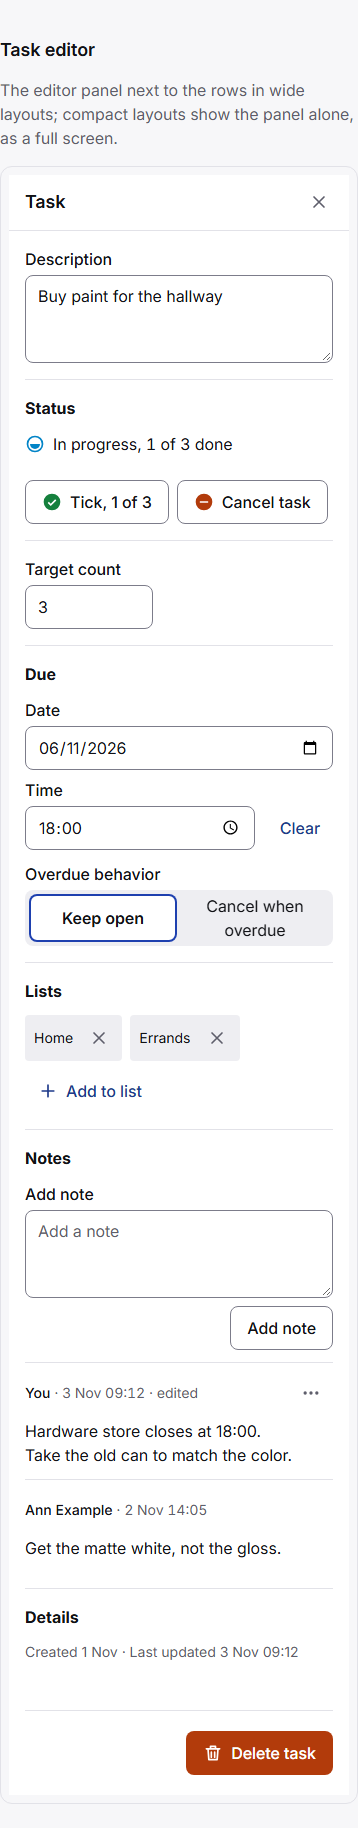 Task editor
The editor panel next to the rows in wide
layouts; compact layouts show the panel alone,
as a full screen.
Task
Description
Buy paint for the hallway
Status
In progress, 1 of 3 done
Tick, 1 of 3
Cancel task
Target count
3
Due
Date
06/11/2026
Time
18:00
Clear
Overdue behavior
Keep open
Cancel when
overdue
Lists
Home
Errands
Add to list
Notes
Add note
Add a note
Add note
You · 3 Nov 09:12 · edited
Hardware store closes at 18:00.
Take the old can to match the color.
Ann Example · 2 Nov 14:05
Get the matte white, not the gloss.
Details
Created 1 Nov · Last updated 3 Nov 09:12
Delete task